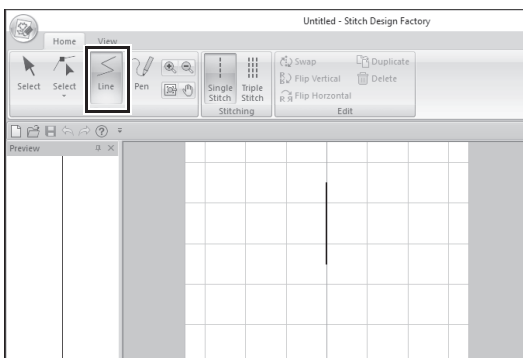 Untitled - Stitch Design Factory
Home View
Select Select Line Pen Single Stitch Triple Stitch
Swap Duplicate
Flip Vertical Delete
Flip Horzontal
Stitching Edit
Preview